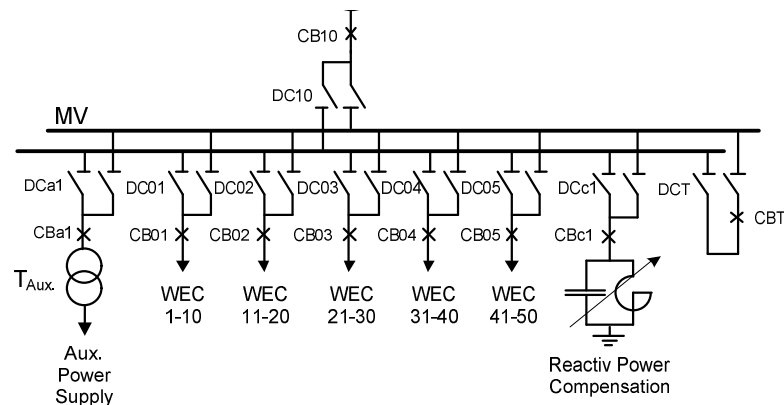 CB10
DC10
MV
DCa1
DC01
DC02
DC03
DC04
DC05
DCc1
DCT
CBa1
CB01
CB02
CB03
CB04
CB05
CBc1
CBT
TAux.
WEC
1-10
WEC
11-20
WEC
21-30
WEC
31-40
WEC
41-50
Aux.
Power
Supply
Reactiv Power
Compensation